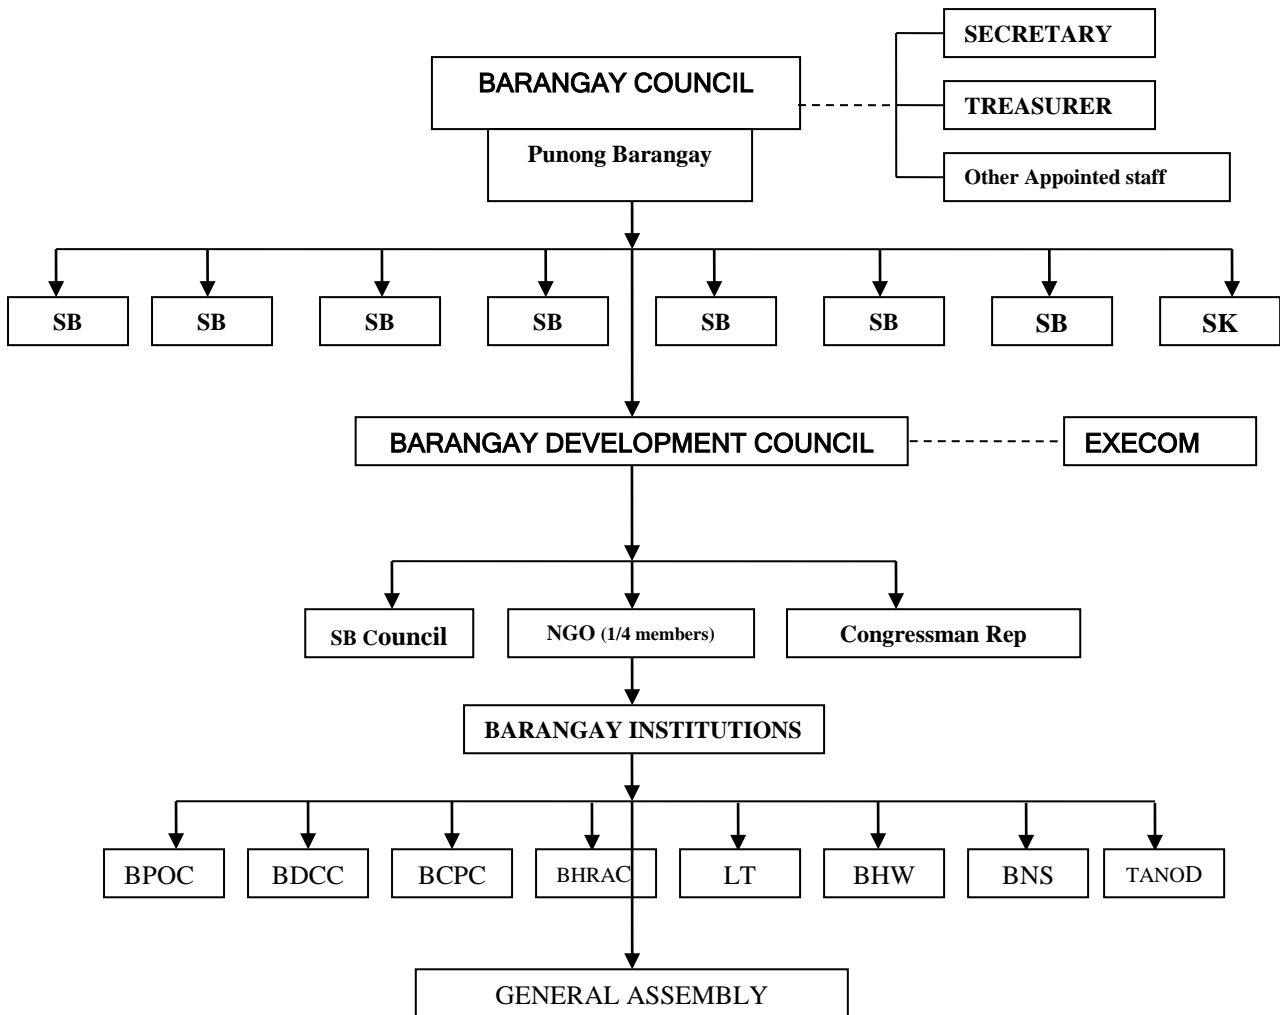 SECRETARY
BARANGAY COUNCIL
TREASURER
Punong Barangay
Other Appointed staff
SB
SB
SB
SB
SB
SB
SB
SK
BARANGAY DEVELOPMENT COUNCIL
EXECOM
SB Council
NGO (1/4 members)
Congressman Rep
BARANGAY INSTITUTIONS
BPOC
BDCC
BCPC
BHRAC
LT
BHW
BNS
TANOD
GENERAL ASSEMBLY